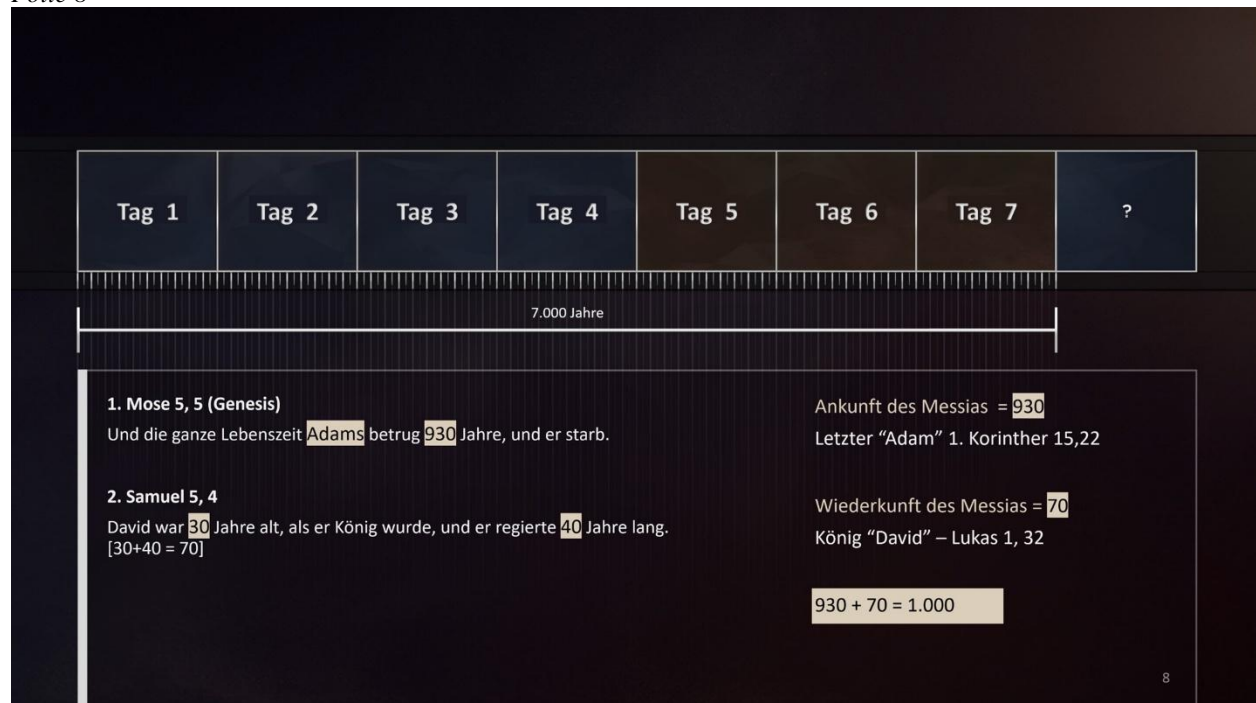 Tag 1
Tag 2
Tag 3
Tag 4
Tag 5
Tag 6
Tag 7
?
7.000 Jahre
1. Mose 5, 5 (Genesis)
Und die ganze Lebenszeit Adams betrug 930 Jahre, und er starb.
2. Samuel 5, 4
David war 30 Jahre alt, als er König wurde, und er regierte 40 Jahre lang.
[30+40 = 70]
Ankunft des Messias = 930
Letzter “Adam” 1. Korinther 15,22
Wiederkunft des Messias = 70
König “David” – Lukas 1, 32
930 + 70 = 1.000
8